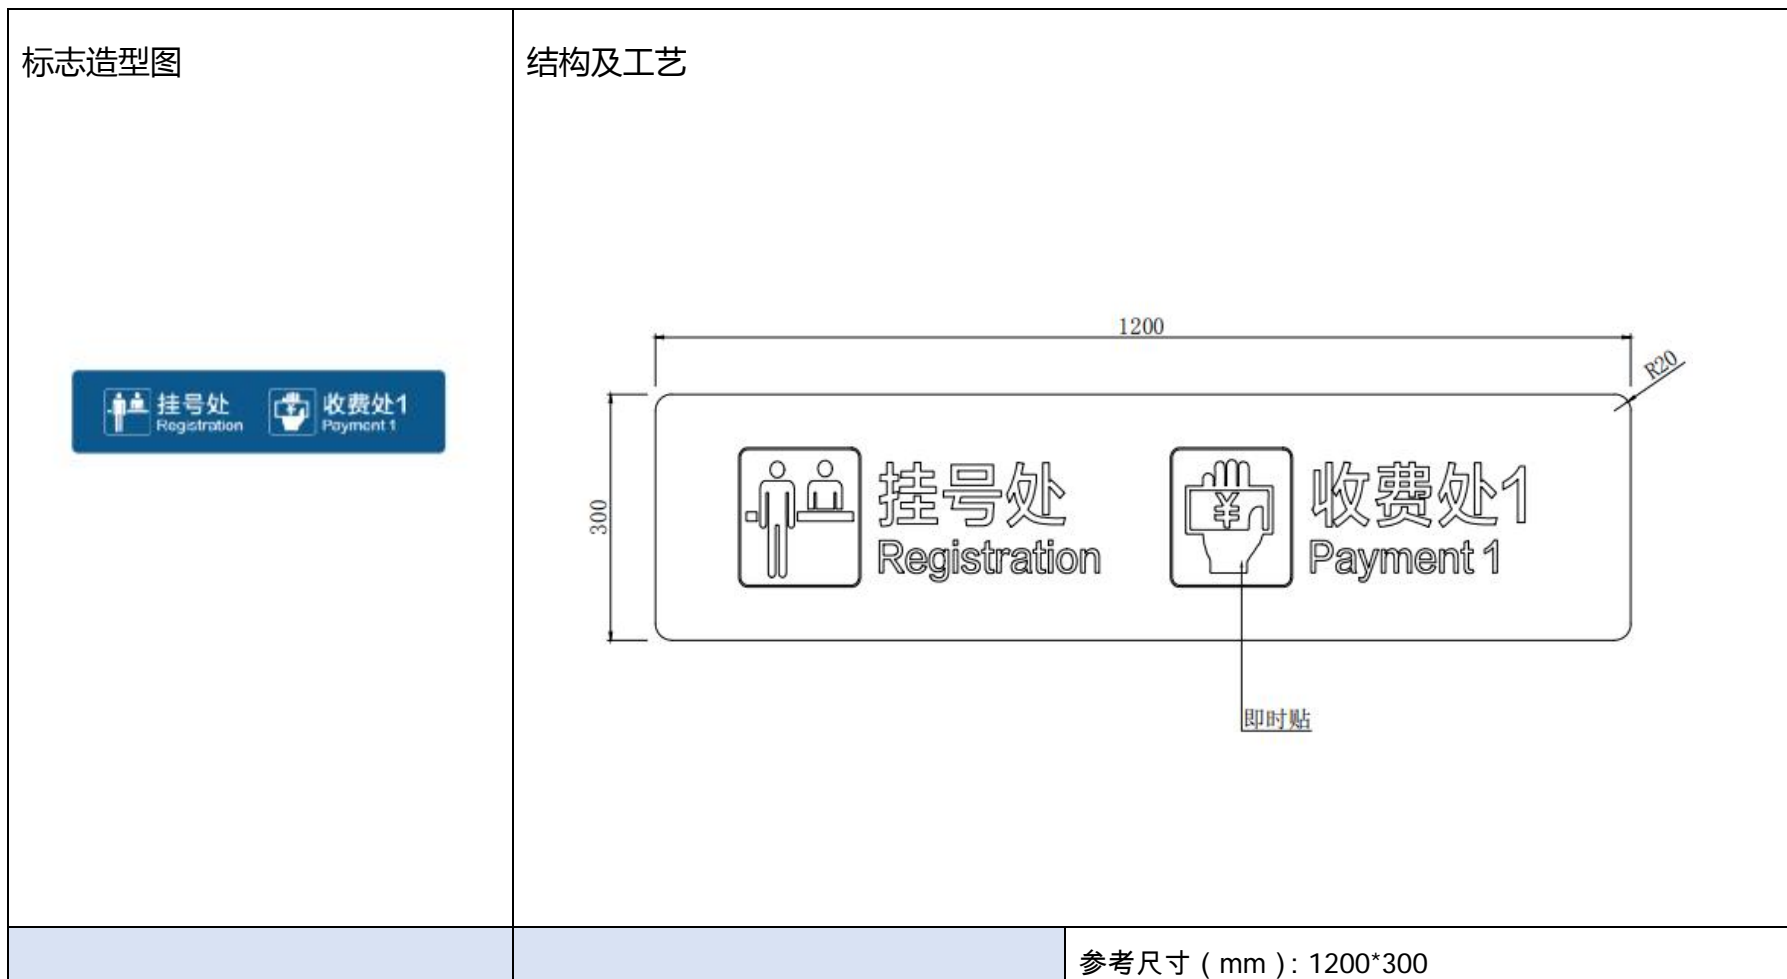 标志造型图
结构及工艺
挂号处
Registration
收费处1
Payment 1
1200
R20
300
挂号处
Registration
¥
收费处1
Payment 1
即时贴
参考尺寸（mm）：1200*300